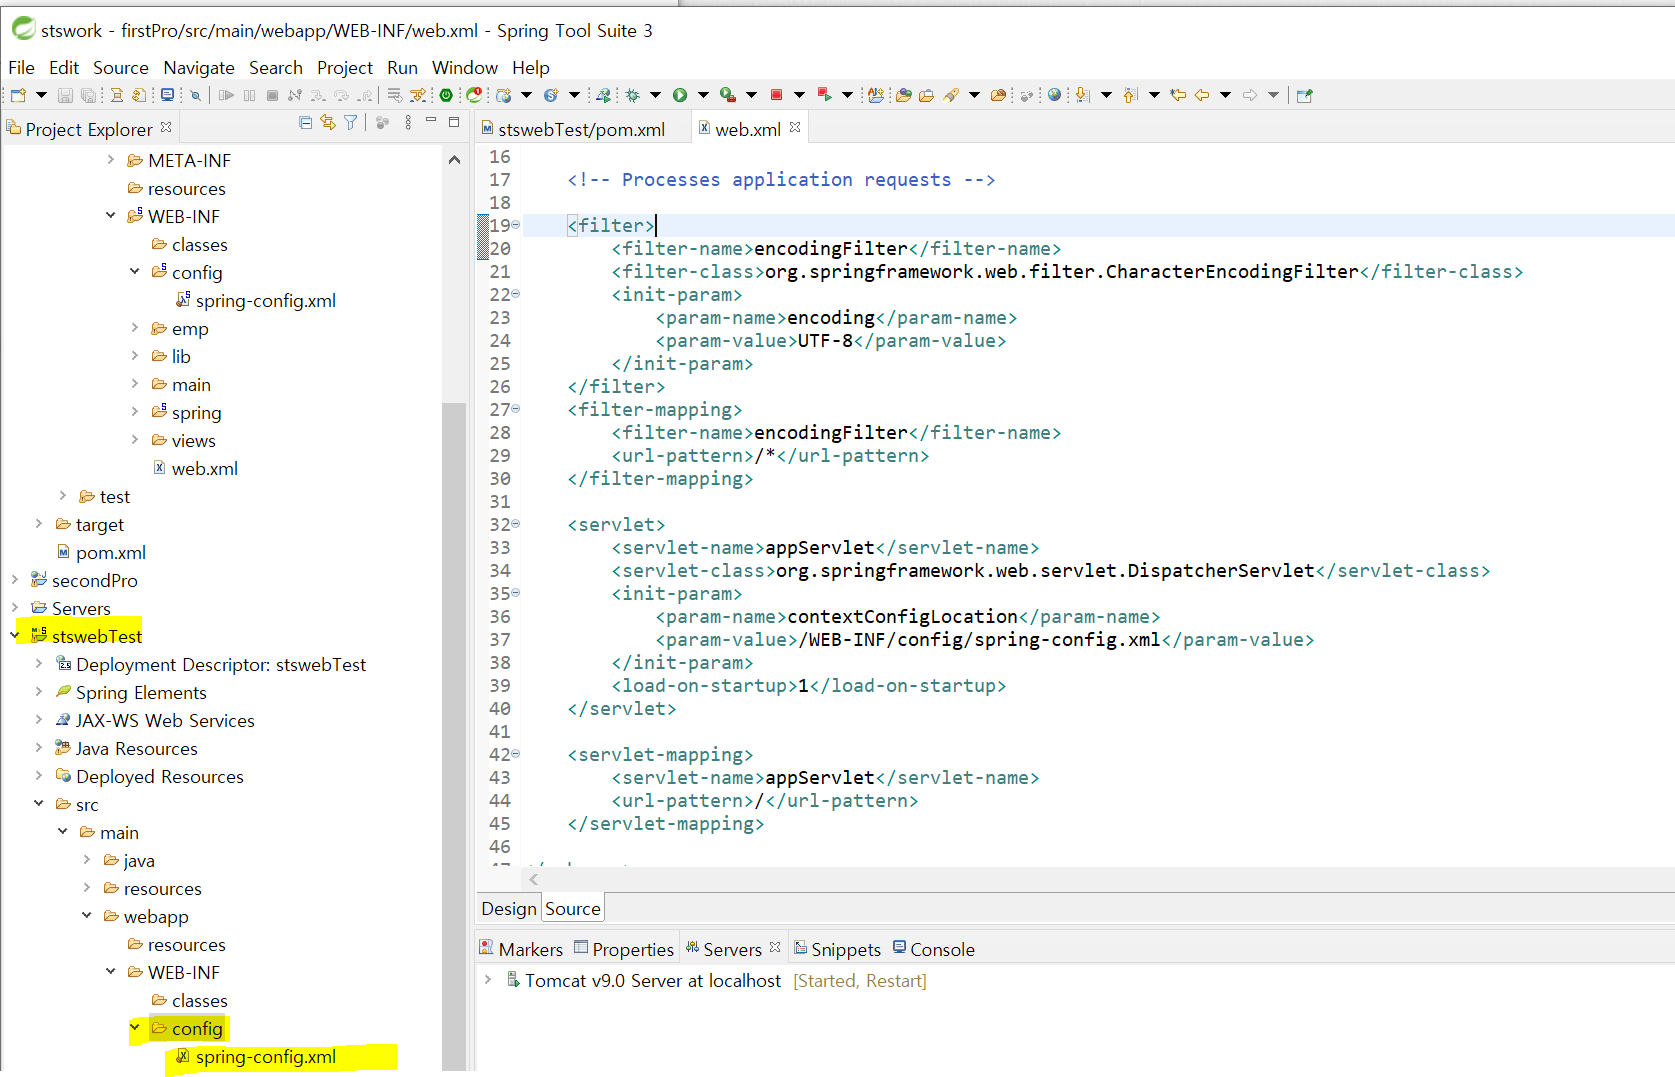 stswork - firstPro/src/main/webapp/WEB-INF/web.xml - Spring Tool Suite 3
File Edit Source Navigate Search Project Run Window Help
Project Explorer
META-INF
resources
WEB-INF
classes
config
spring-config.xml
emp
lib
main
spring
views
web.xml
test
target
pom.xml
secondPro
Servers
stswebTest
Deployment Descriptor: stswebTest
Spring Elements
JAX-WS Web Services
Java Resources
Deployed Resources
src
main
java
resources
webapp
resources
WEB-INF
classes
config
spring-config.xml
stswebTest/pom.xml web.xml
16
17 <!-- Processes application requests -->
18
19 <filter>
20 <filter-name>encodingFilter</filter-name>
21 <filter-class>org.springframework.web.filter.CharacterEncodingFilter</filter-class>
22 <init-param>
23 <param-name>encoding</param-name>
24 <param-value>UTF-8</param-value>
25 </init-param>
26 </filter>
27 <filter-mapping>
28 <filter-name>encodingFilter</filter-name>
29 <url-pattern>/*</url-pattern>
30 </filter-mapping>
31
32 <servlet>
33 <servlet-name>appServlet</servlet-name>
34 <servlet-class>org.springframework.web.servlet.DispatcherServlet</servlet-class>
35 <init-param>
36 <param-name>contextConfigLocation</param-name>
37 <param-value>/WEB-INF/config/spring-config.xml</param-value>
38 </init-param>
39 <load-on-startup>1</load-on-startup>
40 </servlet>
41
42 <servlet-mapping>
43 <servlet-name>appServlet</servlet-name>
44 <url-pattern>/</url-pattern>
45 </servlet-mapping>
46
Design Source
Markers Properties Servers Snippets Console
Tomcat v9.0 Server at localhost [Started, Restart]